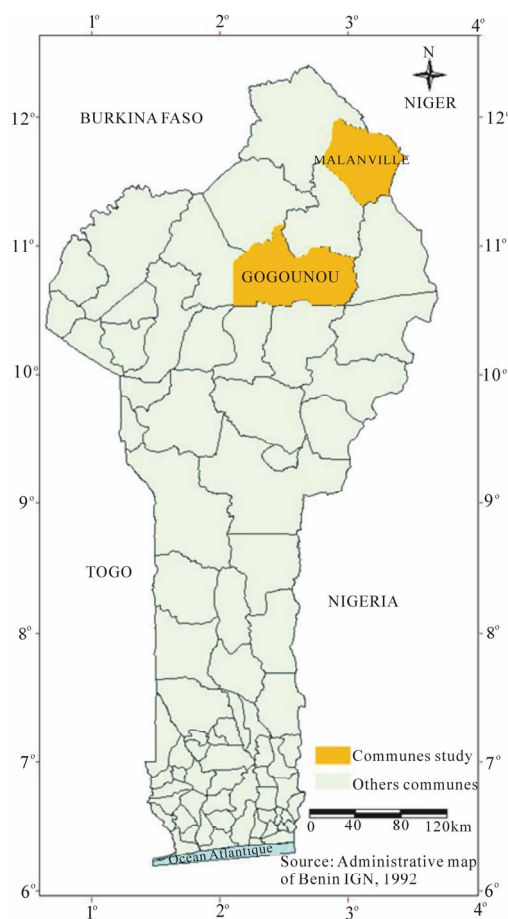 1° 2° 3° 4°
N
12° BURKINA FASO NIGER 12°
MALANVILLE
11° 11°
GOGOUNOU
10° 10°
9° 9°
TOGO
NIGERIA
8° 8°
7° Communes study 7°
Others communes
0 40 80 120km
Ocean Atlantique
Source: Administrative map
of Benin IGN, 1992
6° 6°
1° 2° 3° 4°